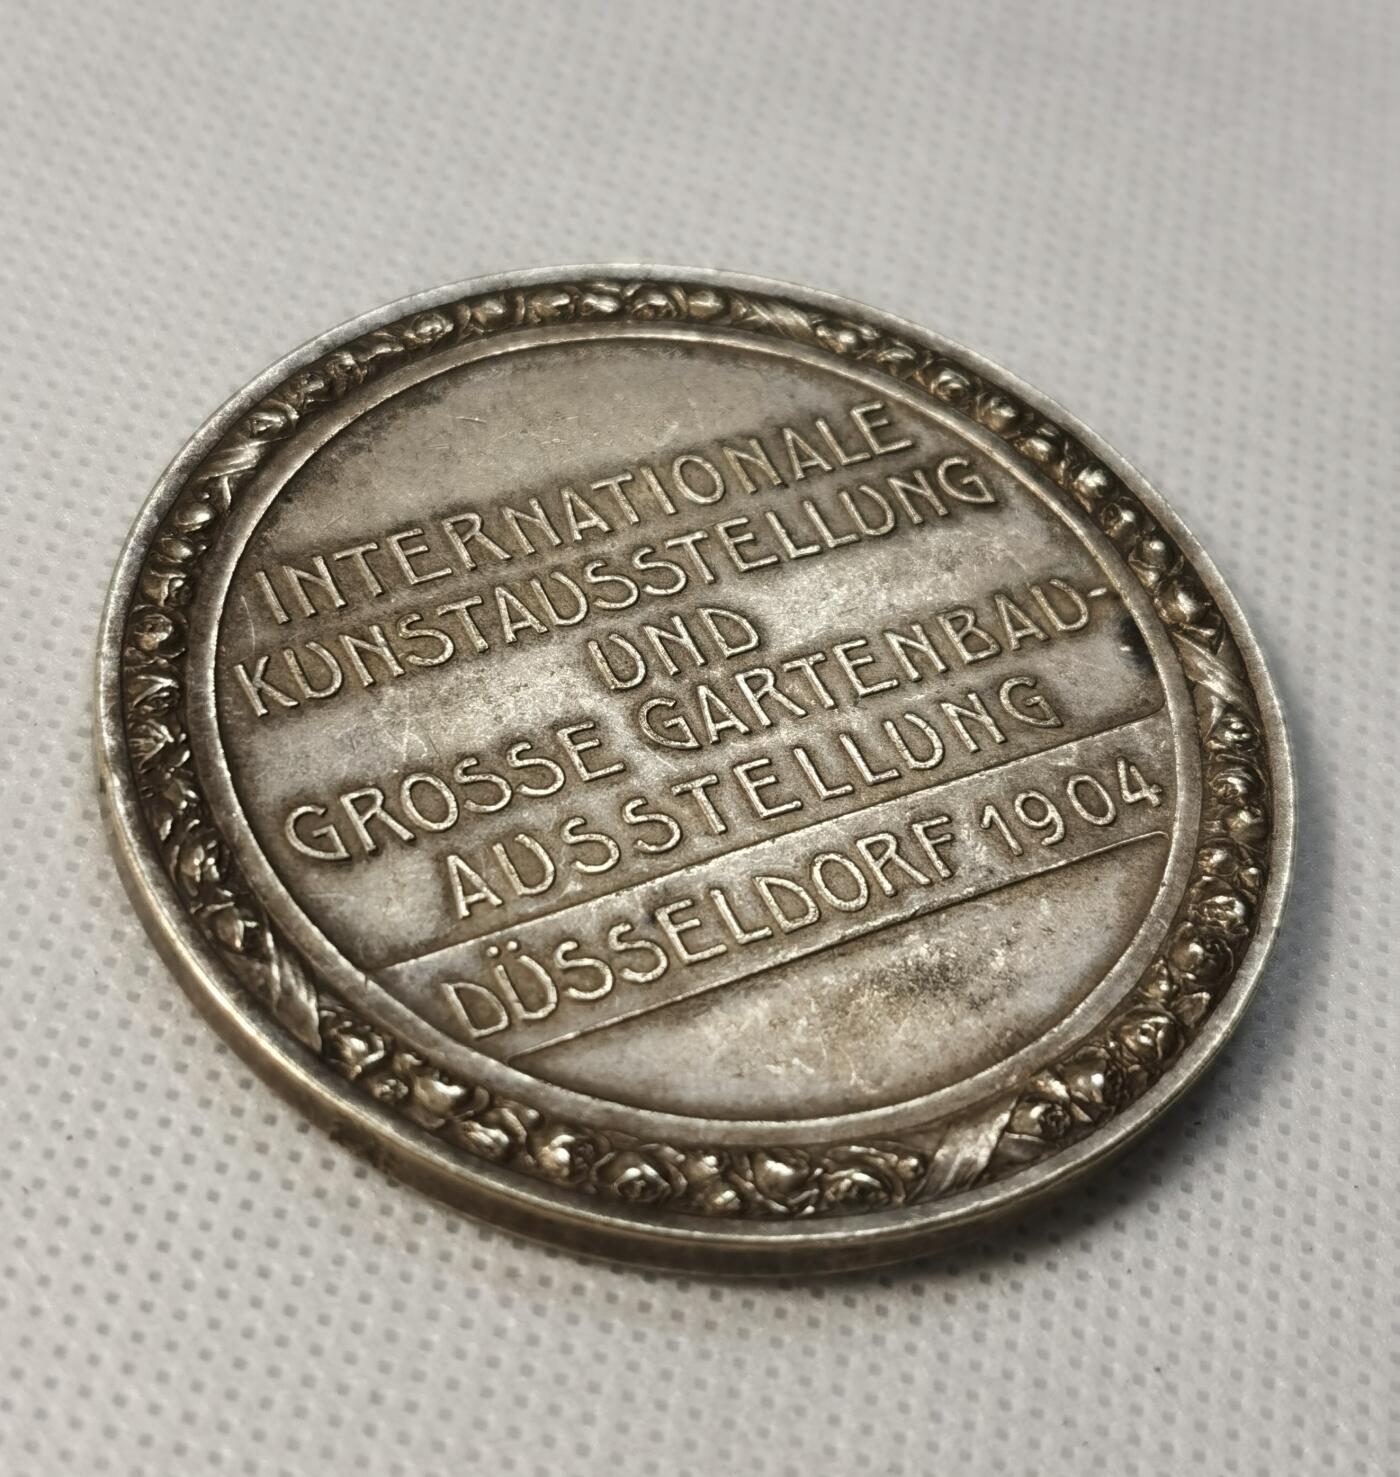 INTERNATIONALE
KUNSTAUSSTELLUNG
UND
GROSSE GARTENBAU-
AUSSTELLUNG
DÜSSELDORF 1904